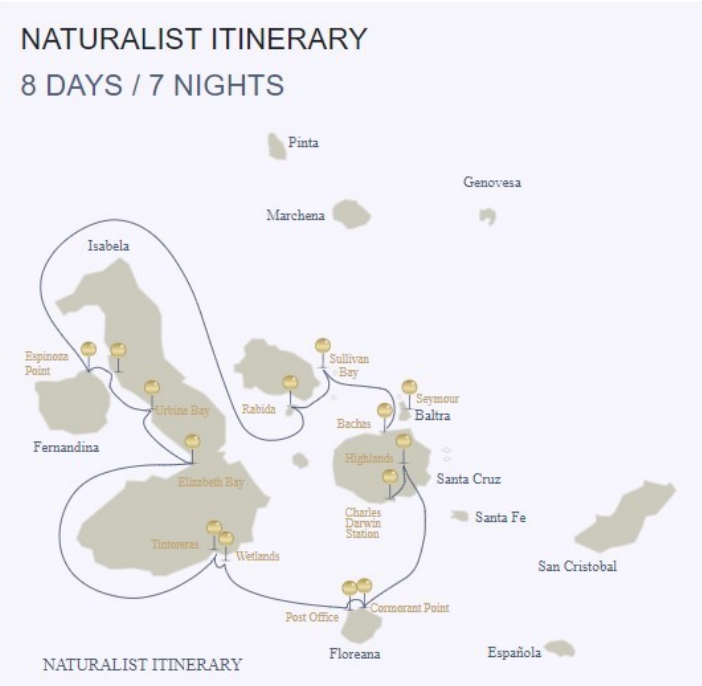 NATURALIST ITINERARY
8 DAYS / 7 NIGHTS
Pinta
Genovesa
Marchena
Isabela
Espinoza
Point
Sullivan
Bay
Urbina Bay
Rabida
Seymour
Bachas
Baltra
Fernandina
Highlands
Elizabeth Bay
Santa Cruz
Charles
Darwin
Station
Santa Fe
Tintoreras
Wetlands
San Cristobal
Post Office
Cormorant Point
Floreana
Española
NATURALIST ITINERARY